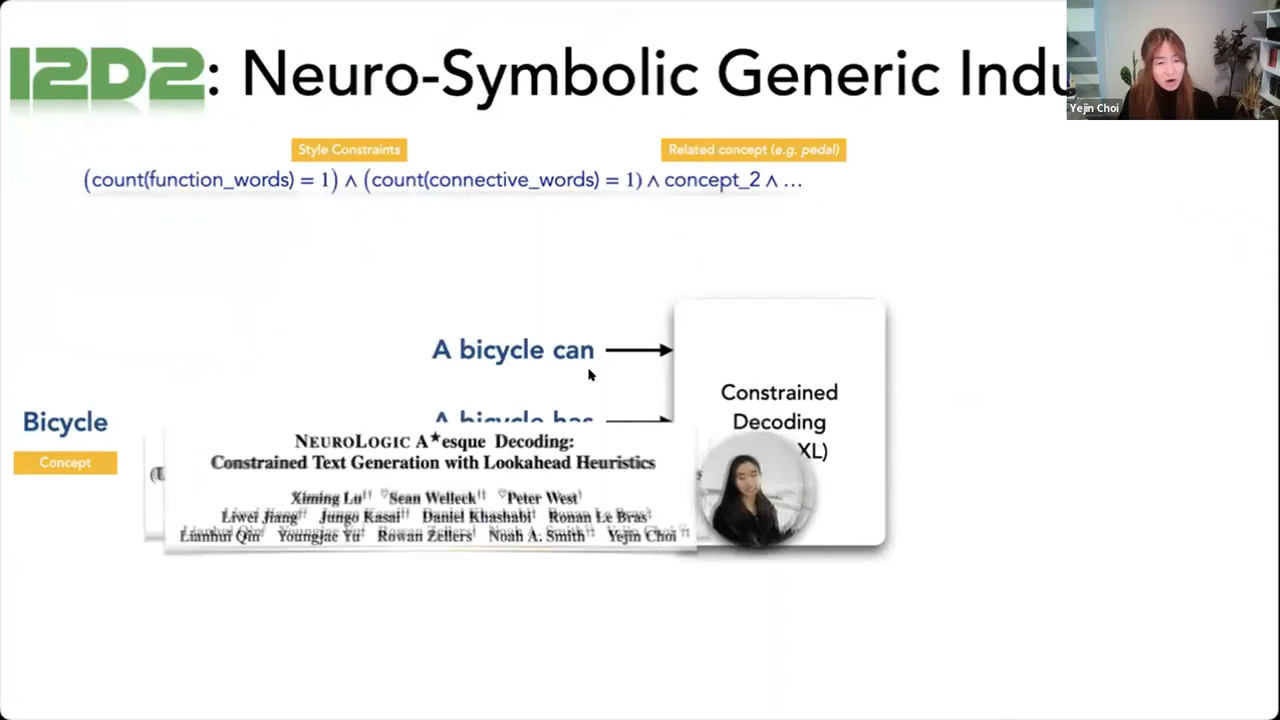 I2D2: Neuro-Symbolic Generic Indu
Yejin Choi
Style Constraints
Related concept (e.g. pedal)
(count(function_words) = 1) ∧ (count(connective_words) = 1) ∧ concept_2 ∧ …
A bicycle can
Constrained
Decoding
XL)
Bicycle
A bicycle has
Concept
NEUROLOGIC A★esque Decoding:
Constrained Text Generation with Lookahead Heuristics
Ximing Lu Sean Welleck Peter West
Liwei Jiang Jungo Kasai Daniel Khashabi Ronan Le Bras
Lianhui Qin Youngjae Yu Rowan Zellers Noah A. Smith Yejin Choi